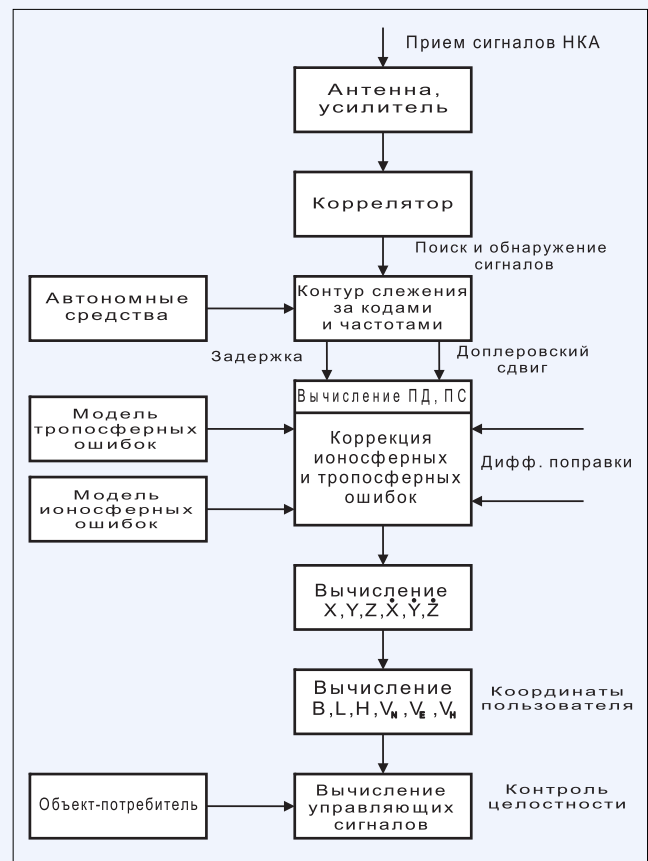 Прием сигналов НКА
Антенна,
усилитель
Коррелятор
Поиск и обнаружение
сигналов
Автономные
средства
Контур слежения
за кодами
и частотами
Задержка
Доплеровский
сдвиг
Вычисление ПД, ПС
Модель
тропосферных
ошибок
Коррекция
ионосферных
и тропосферных
ошибок
Дифф. поправки
Модель
ионосферных
ошибок
Вычисление
X,Y,Z,Ẋ,Ẏ,Ż
Вычисление
B,L,H,V_N,V_E,V_H
Координаты
пользователя
Объект-потребитель
Вычисление
управляющих
сигналов
Контроль
целостности